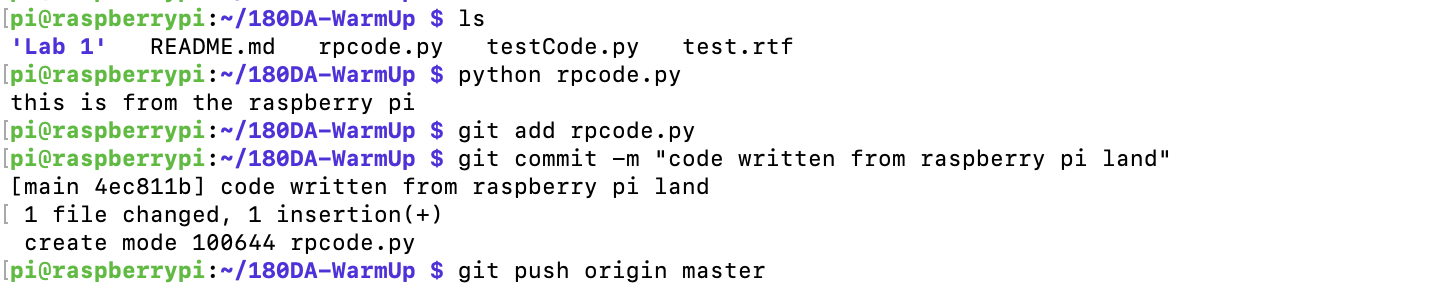 [pi@raspberrypi:~/180DA-WarmUp $ ls
'Lab 1'   README.md   rpcode.py   testCode.py   test.rtf
[pi@raspberrypi:~/180DA-WarmUp $ python rpcode.py
this is from the raspberry pi
[pi@raspberrypi:~/180DA-WarmUp $ git add rpcode.py
[pi@raspberrypi:~/180DA-WarmUp $ git commit -m "code written from raspberry pi land"
[main 4ec811b] code written from raspberry pi land
[ 1 file changed, 1 insertion(+)
 create mode 100644 rpcode.py
[pi@raspberrypi:~/180DA-WarmUp $ git push origin master